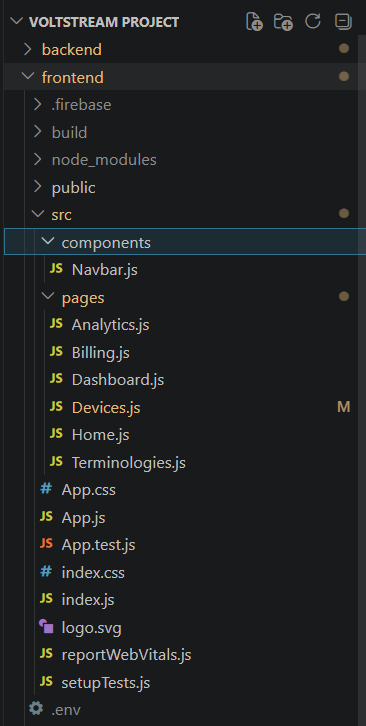 VOLTSTREAM PROJECT
backend
frontend
.firebase
build
node_modules
public
src
components
JS Navbar.js
pages
JS Analytics.js
JS Billing.js
JS Dashboard.js
JS Devices.js M
JS Home.js
JS Terminologies.js
# App.css
JS App.js
JS App.test.js
# index.css
JS index.js
logo.svg
JS reportWebVitals.js
JS setupTests.js
.env